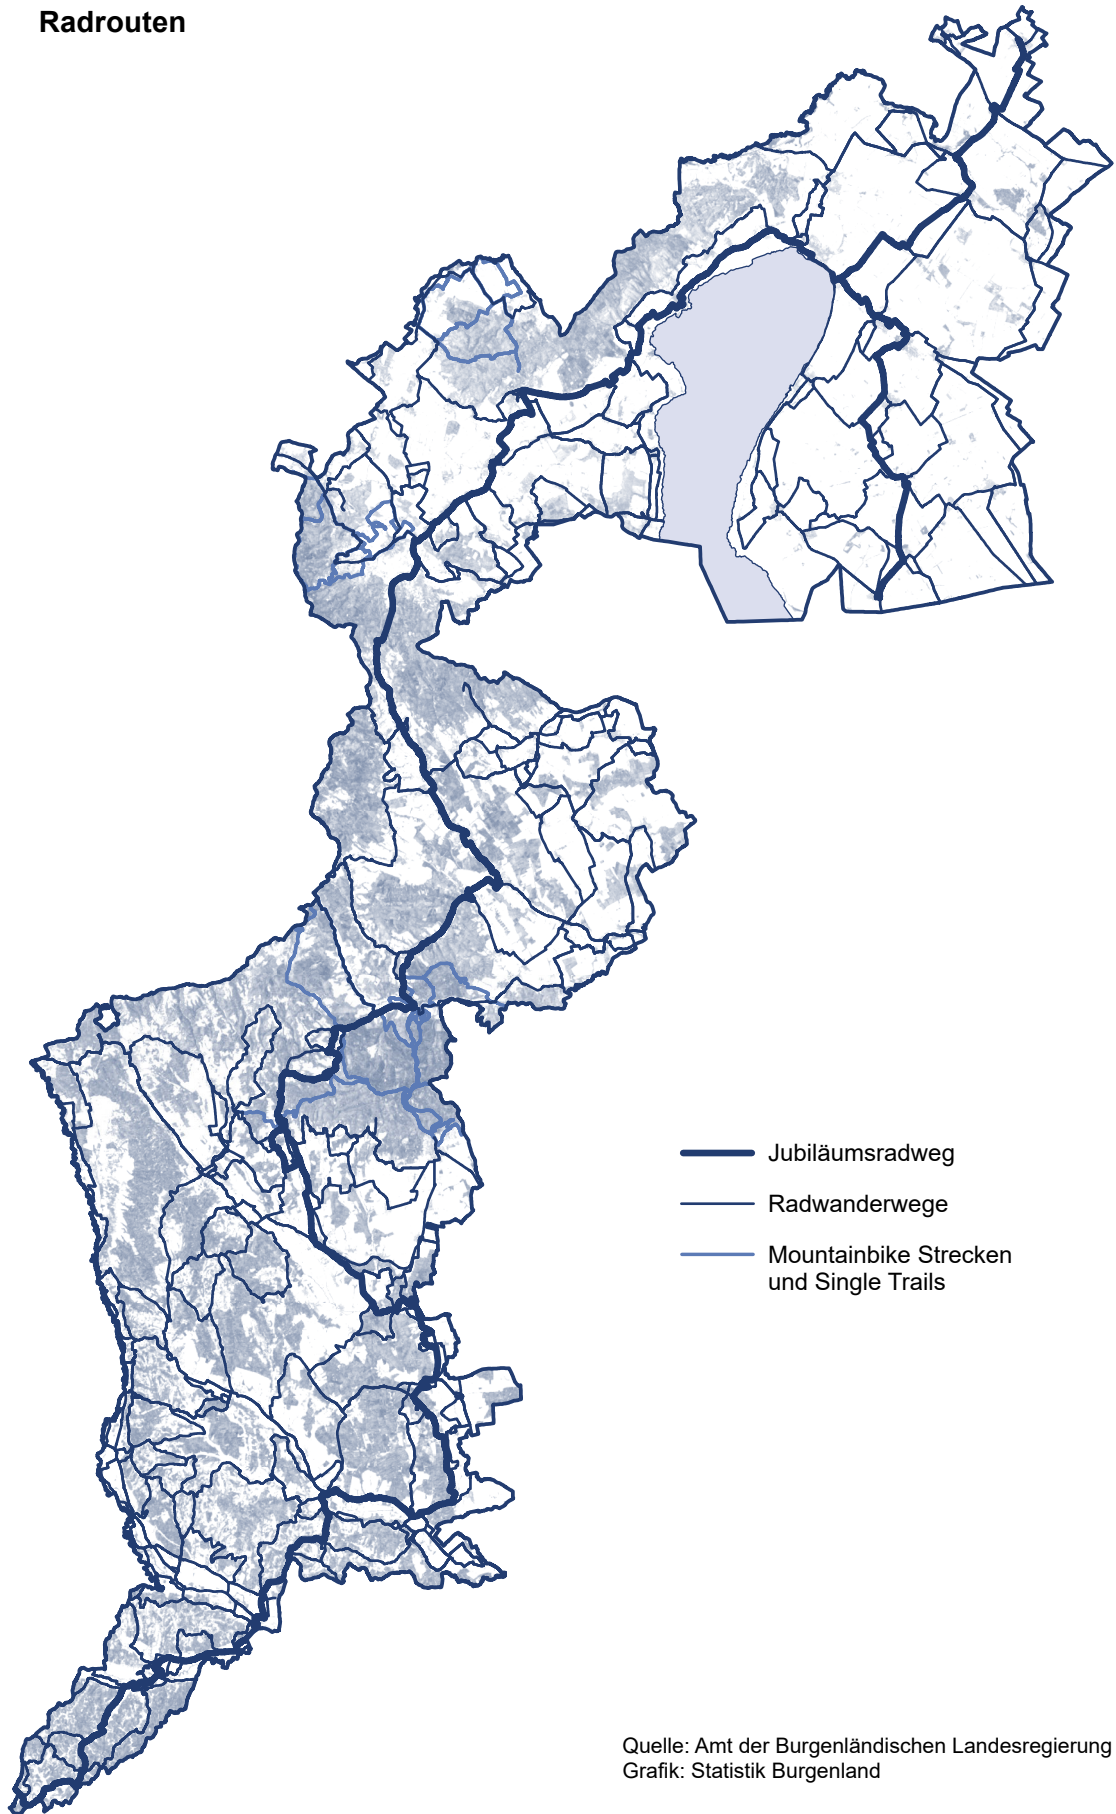 Radrouten
Jubiläumsradweg
Radwanderwege
Mountainbike Strecken
und Single Trails
Quelle: Amt der Burgenländischen Landesregierung
Grafik: Statistik Burgenland